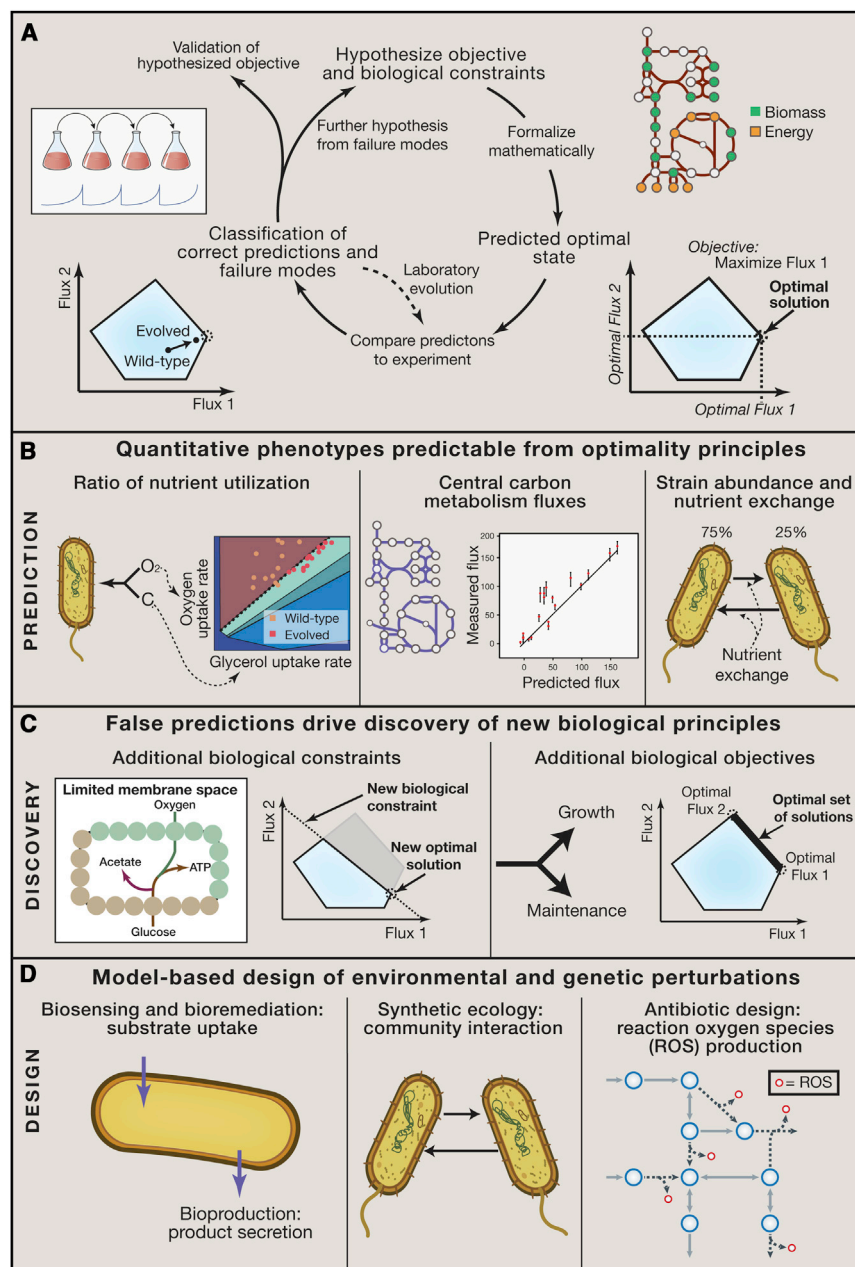 A
Validation of
hypothesized objective
Hypothesize objective
and biological constraints
Further hypothesis
from failure modes
Formalize
mathematically
Biomass
Energy
Classification of
correct predictions and
failure modes
Laboratory
evolution
Predicted optimal
state
Compare predictons
to experiment
Flux 2
Evolved
Wild-type
Flux 1
Objective:
Maximize Flux 1
Optimal
solution
Optimal Flux 2
Optimal Flux 1
B
Quantitative phenotypes predictable from optimality principles
PREDICTION
Ratio of nutrient utilization
O2
C
Oxygen
uptake rate
Wild-type
Evolved
Glycerol uptake rate
Central carbon
metabolism fluxes
Measured flux
200
150
100
50
0
0
50
100
150
200
Predicted flux
Strain abundance and
nutrient exchange
75%
25%
Nutrient
exchange
C
False predictions drive discovery of new biological principles
DISCOVERY
Additional biological constraints
Limited membrane space
Oxygen
Acetate
ATP
Glucose
Flux 2
New biological
constraint
New optimal
solution
Flux 1
Additional biological objectives
Growth
Maintenance
Flux 2
Optimal
Flux 2
Optimal set
of solutions
Optimal
Flux 1
Flux 1
D
Model-based design of environmental and genetic perturbations
DESIGN
Biosensing and bioremediation:
substrate uptake
Bioproduction:
product secretion
Synthetic ecology:
community interaction
Antibiotic design:
reaction oxygen species
(ROS) production
= ROS